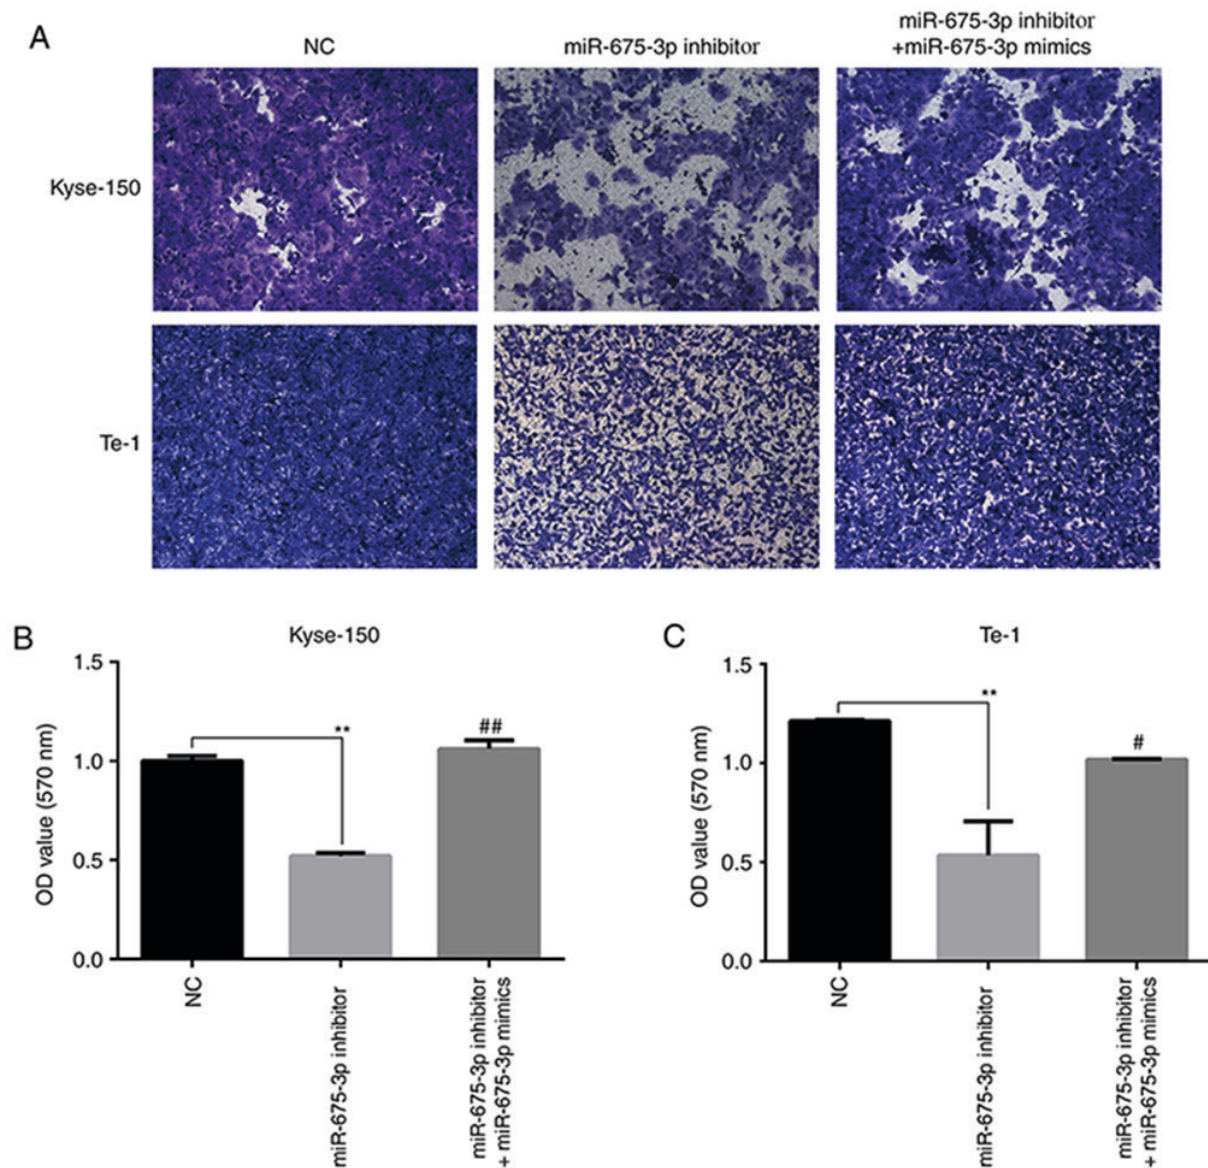 A
NC
miR-675-3p inhibitor
miR-675-3p inhibitor
+miR-675-3p mimics
Kyse-150
Te-1
B
Kyse-150
OD value (570 nm)
1.5
1.0
0.5
0.0
**
##
NC
miR-675-3p inhibitor
miR-675-3p inhibitor
+ miR-675-3p mimics
C
Te-1
OD value (570 nm)
1.5
1.0
0.5
0.0
**
#
NC
miR-675-3p inhibitor
miR-675-3p inhibitor
+ miR-675-3p mimics